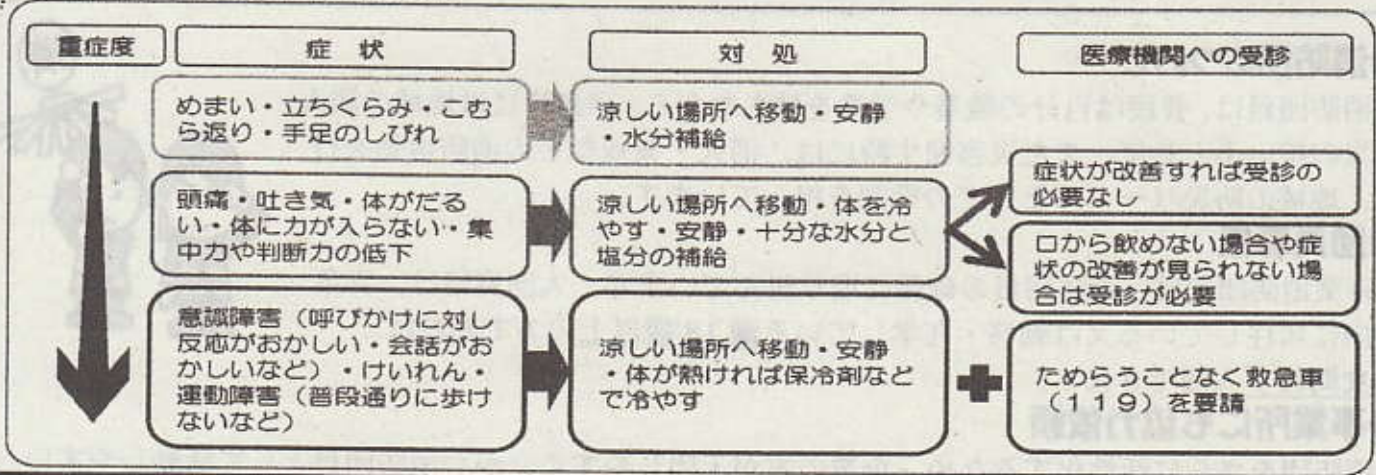 重症度
症 状
対 処
医療機関への受診
めまい・立ちくらみ・こむ
ら返り・手足のしびれ
涼しい場所へ移動・安静
・水分補給
頭痛・吐き気・体がだる
い・体に力が入らない・集
中力や判断力の低下
涼しい場所へ移動・体を冷
やす・安静・十分な水分と
塩分の補給
症状が改善すれば受診の
必要なし
口から飲めない場合や症
状の改善が見られない場
合は受診が必要
意識障害（呼びかけに対し
反応がおかしい・会話がお
かしいなど）・けいれん・
運動障害（普段通りに歩け
ないなど）
涼しい場所へ移動・安静
・体が熱ければ保冷剤など
で冷やす
ためらうことなく救急車
（119）を要請